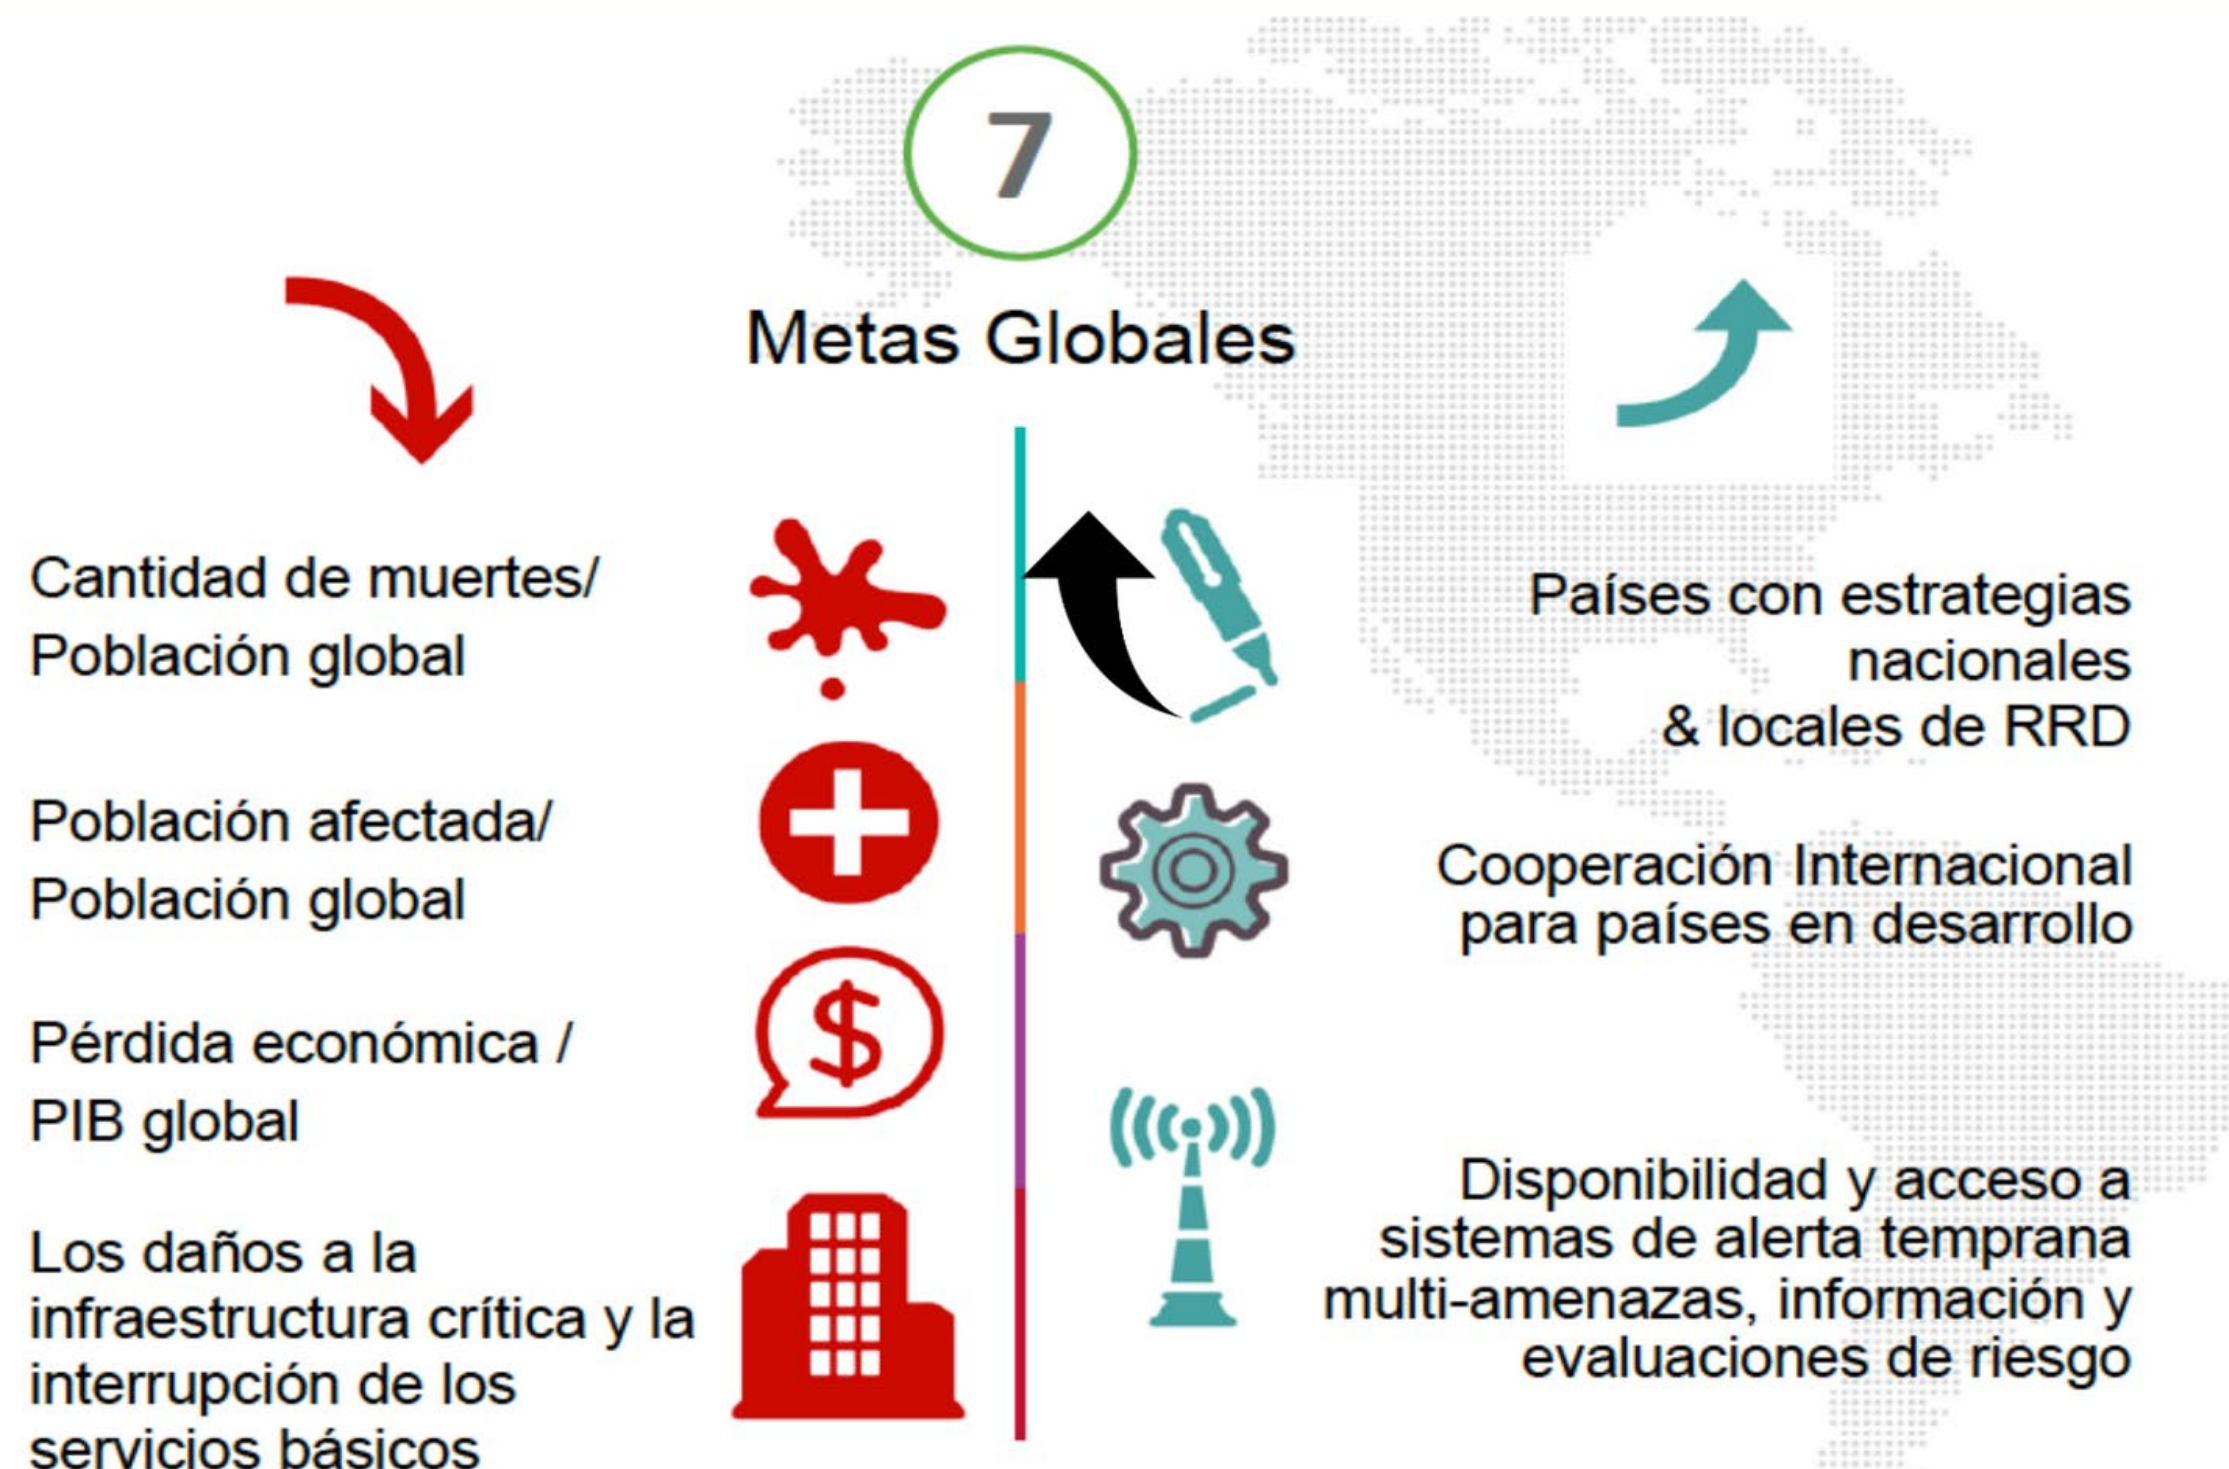 7
Metas Globales
Cantidad de muertes/
Población global
Población afectada/
Población global
Pérdida económica /
PIB global
Los daños a la
infraestructura crítica y la
interrupción de los
servicios básicos
Países con estrategias
nacionales
& locales de RRD
Cooperación Internacional
para países en desarrollo
Disponibilidad y acceso a
sistemas de alerta temprana
multi-amenazas, información y
evaluaciones de riesgo